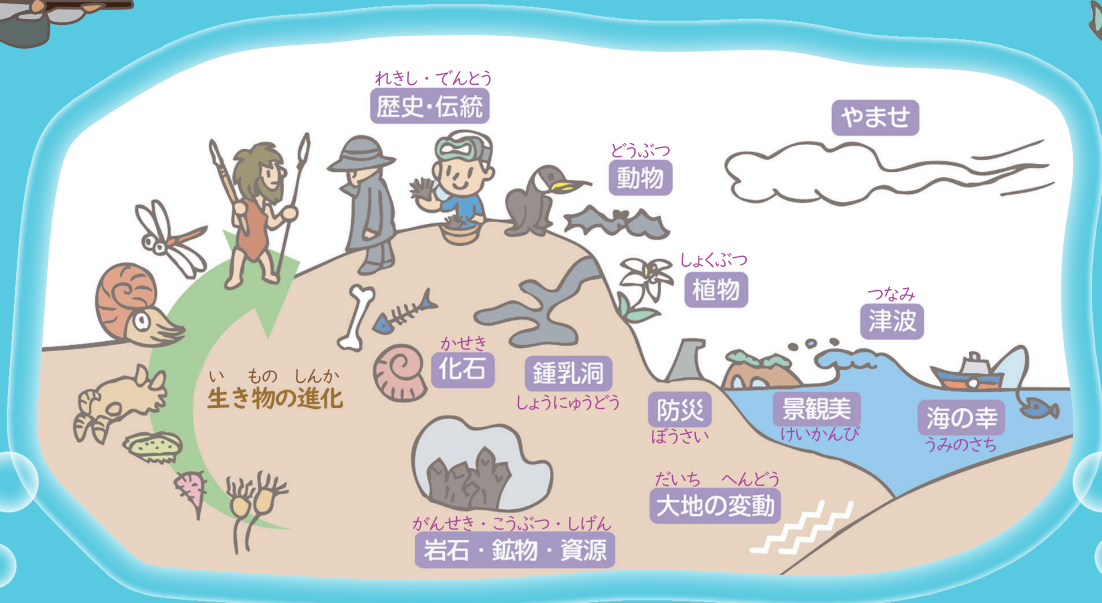 れきし・でんとう
歴史・伝統
やませ
どうぶつ
動物
しょくぶつ
植物
つなみ
津波
かせき
化石
鍾乳洞
しょうにゅうどう
い もの しんか
生き物の進化
防災
ぼうさい
景観美
けいかんび
海の幸
うみのさち
だいち へんどう
大地の変動
がんせき・こうぶつ・しげん
岩石・鉱物・資源